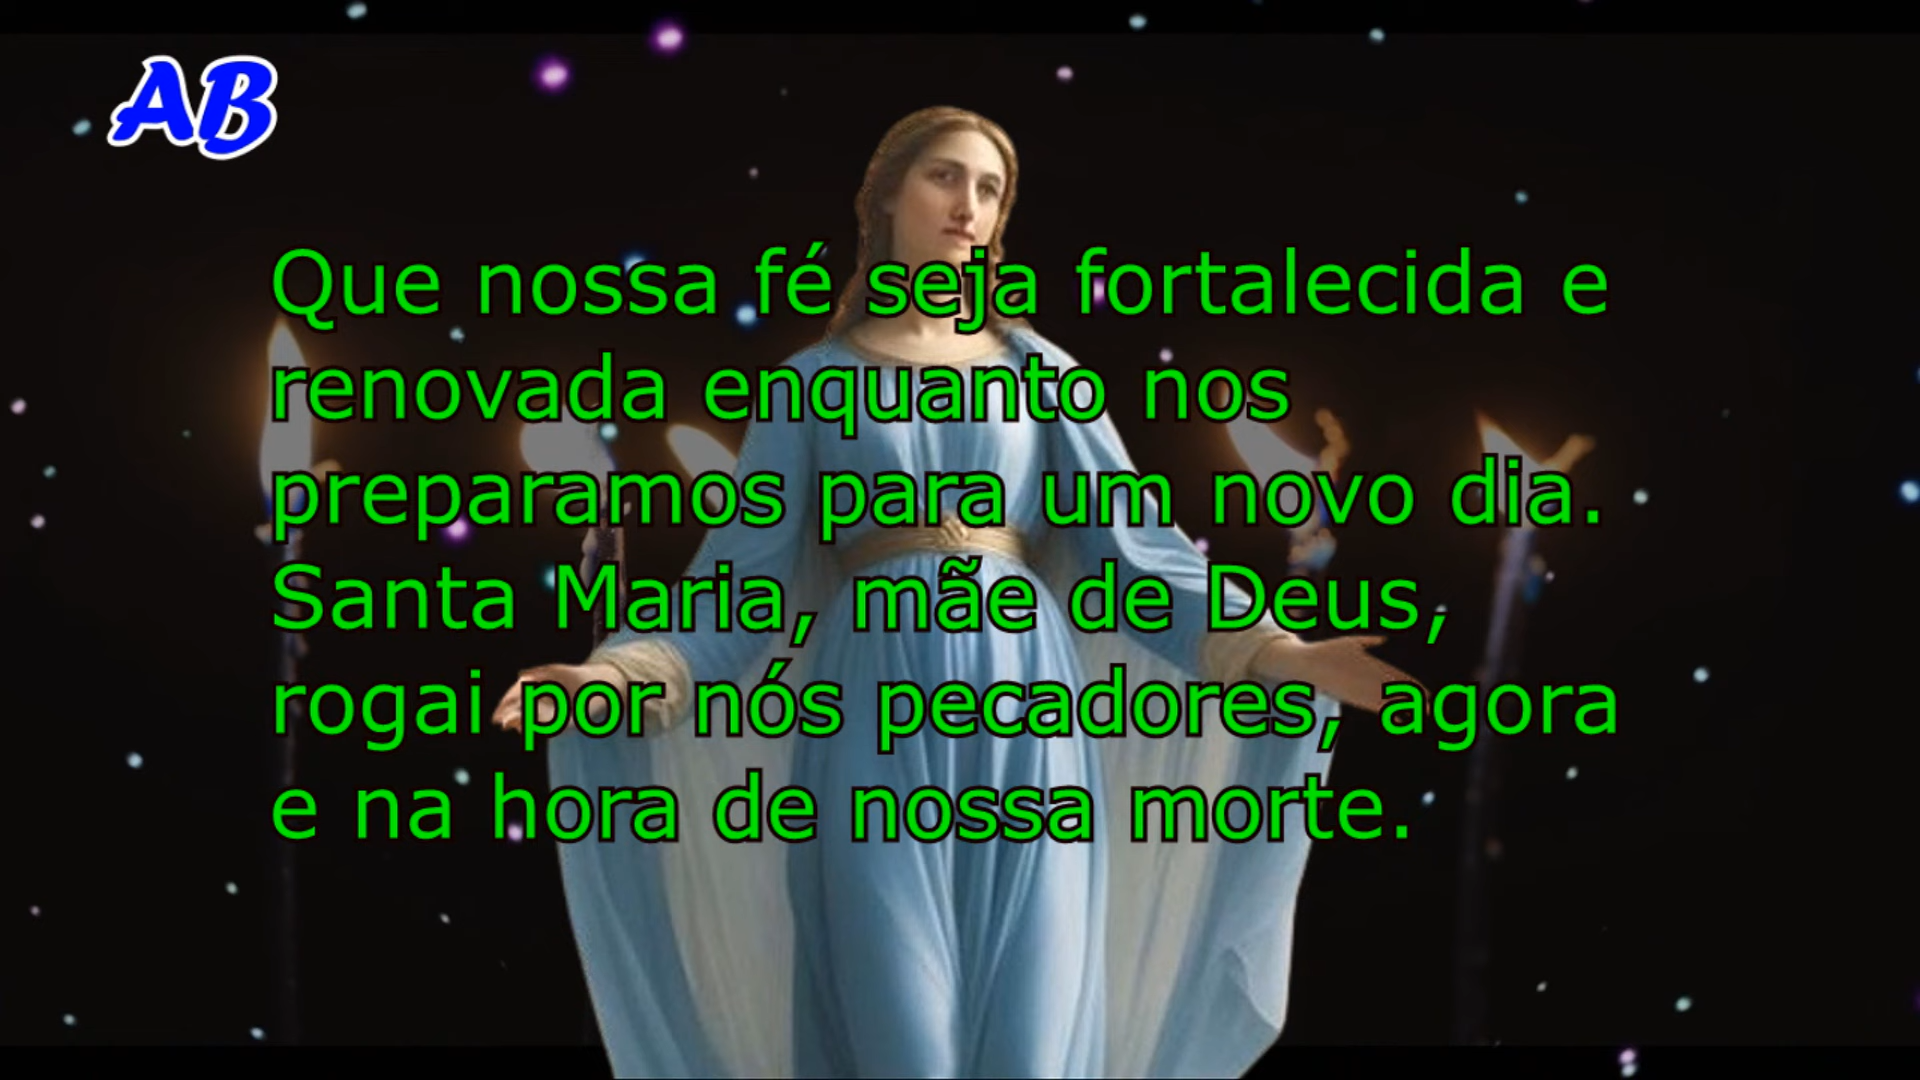 AB
Que nossa fé seja fortalecida e
renovada enquanto nos
preparamos para um novo dia.
Santa Maria, mãe de Deus,
rogai por nós pecadores, agora
e na hora de nossa morte.